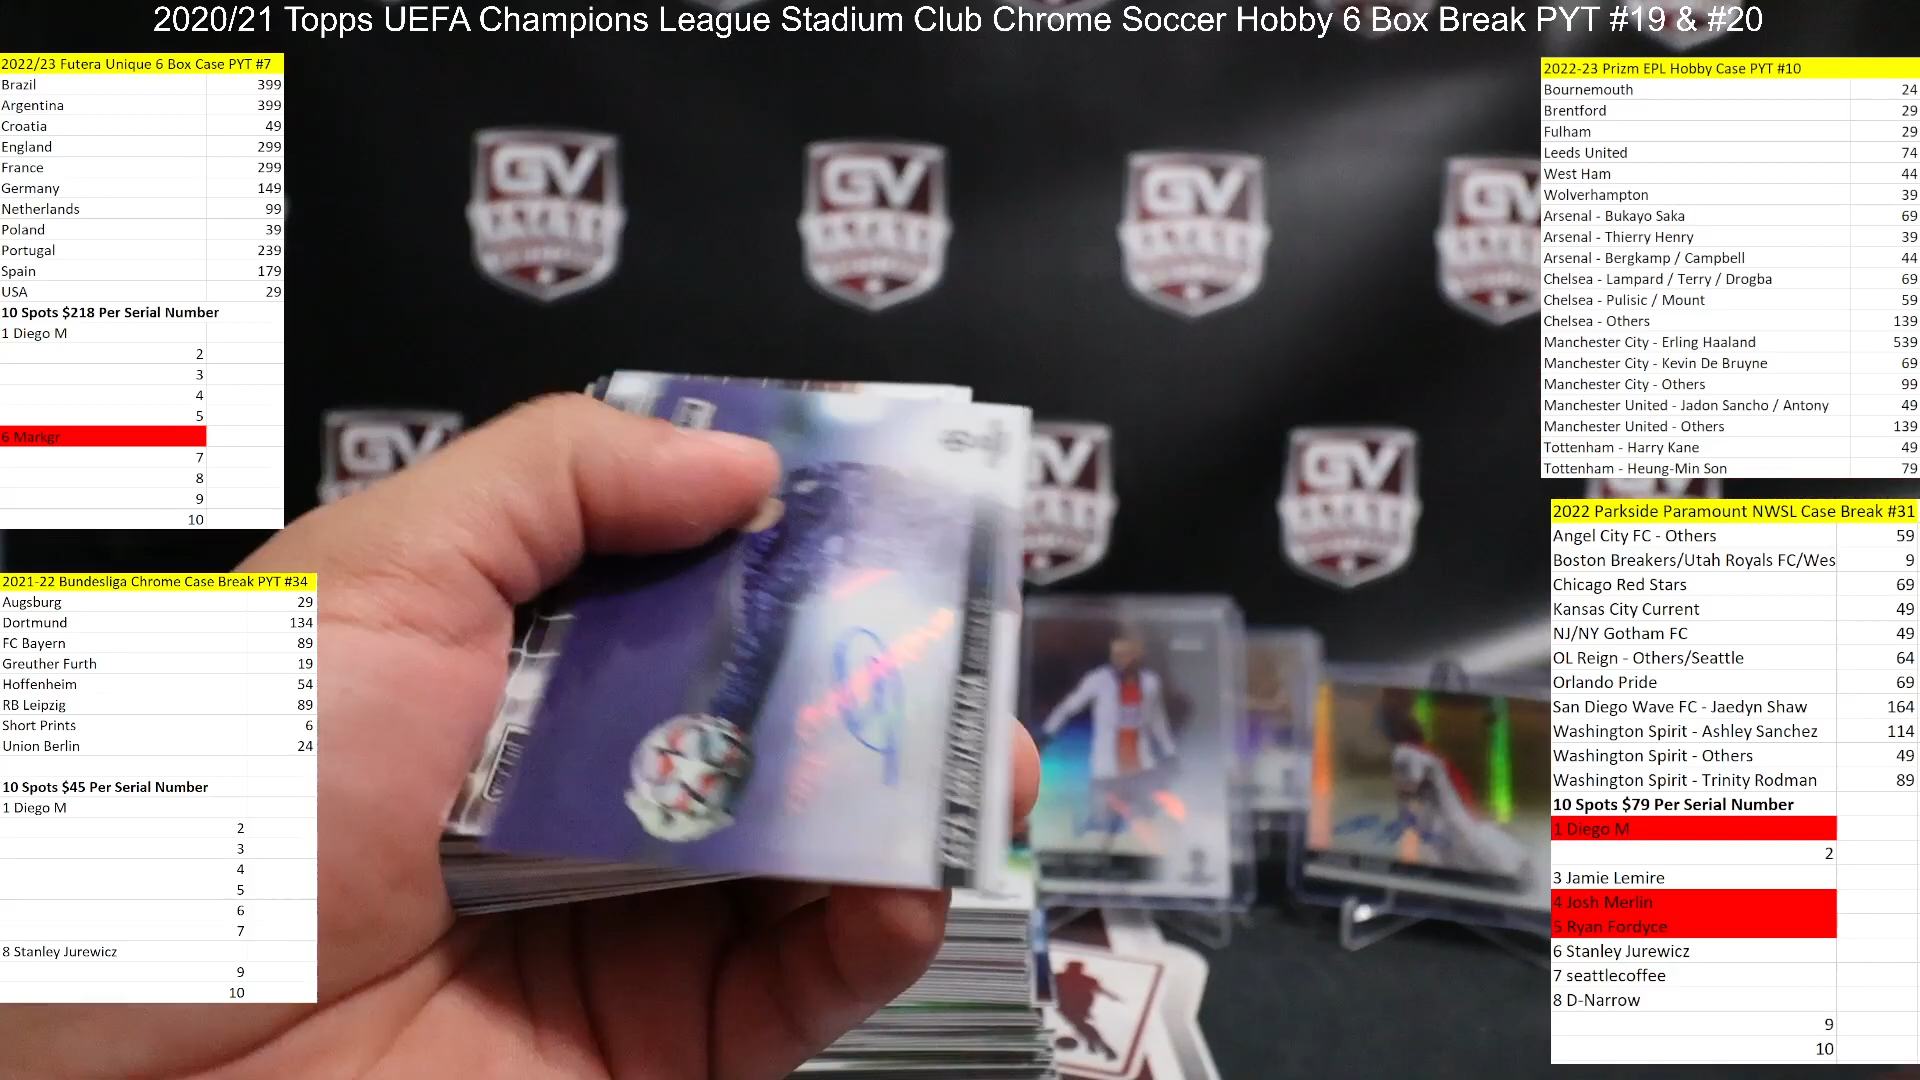 2020/21 Topps UEFA Champions League Stadium Club Chrome Soccer Hobby 6 Box Break PYT #19 & #20
2022/23 Futera Unique 6 Box Case PYT #7
Brazil 399
Argentina 399
Croatia 49
England 299
France 299
Germany 149
Netherlands 99
Poland 39
Portugal 239
Spain 179
USA 29
10 Spots $218 Per Serial Number
1 Diego M
2
3
4
5
6 Markgr
7
8
9
10
2021-22 Bundesliga Chrome Case Break PYT #34
Augsburg 29
Dortmund 134
FC Bayern 89
Greuther Furth 19
Hoffenheim 54
RB Leipzig 89
Short Prints 6
Union Berlin 24
10 Spots $45 Per Serial Number
1 Diego M
2
3
4
5
6
7
8 Stanley Jurewicz
9
10
GV
GV
GV
GV
GV
GV
GV
2022-23 Prizm EPL Hobby Case PYT #10
Bournemouth 24
Brentford 29
Fulham 29
Leeds United 74
West Ham 44
Wolverhampton 39
Arsenal - Bukayo Saka 69
Arsenal - Thierry Henry 39
Arsenal - Bergkamp / Campbell 44
Chelsea - Lampard / Terry / Drogba 69
Chelsea - Pulisic / Mount 59
Chelsea - Others 139
Manchester City - Erling Haaland 539
Manchester City - Kevin De Bruyne 69
Manchester City - Others 99
Manchester United - Jadon Sancho / Antony 49
Manchester United - Others 139
Tottenham - Harry Kane 49
Tottenham - Heung-Min Son 79
2022 Parkside Paramount NWSL Case Break #31
Angel City FC - Others 59
Boston Breakers/Utah Royals FC/Wes 9
Chicago Red Stars 69
Kansas City Current 49
NJ/NY Gotham FC 49
OL Reign - Others/Seattle 64
Orlando Pride 69
San Diego Wave FC - Jaedyn Shaw 164
Washington Spirit - Ashley Sanchez 114
Washington Spirit - Others 49
Washington Spirit - Trinity Rodman 89
10 Spots $79 Per Serial Number
1 Diego M
2
3 Jamie Lemire
4 Josh Merlin
5 Ryan Fordyce
6 Stanley Jurewicz
7 seattlecoffee
8 D-Narrow
9
10